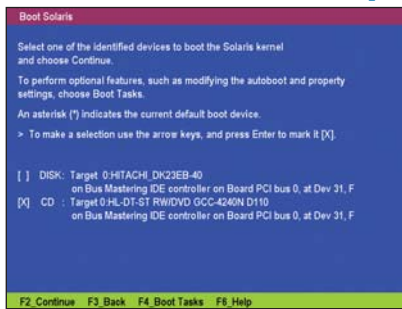 Boot Solaris
Select one of the identified devices to boot the Solaris kernel
and choose Continue.
To perform optional features, such as modifying the autoboot and property
settings, choose Boot Tasks.
An asterisk (*) indicates the current default boot device.
> To make a selection use the arrow keys, and press Enter to mark it [X].
[ ] DISK: Target 0:HITACHI_DK23EB-40
on Bus Mastering IDE controller on Board PCI bus 0, at Dev 31, F
[X] CD : Target 0:HL-DT-ST RW/DVD GCC-4240N D110
on Bus Mastering IDE controller on Board PCI bus 0, at Dev 31, F
F2_Continue F3_Back F4_Boot Tasks F6_Help